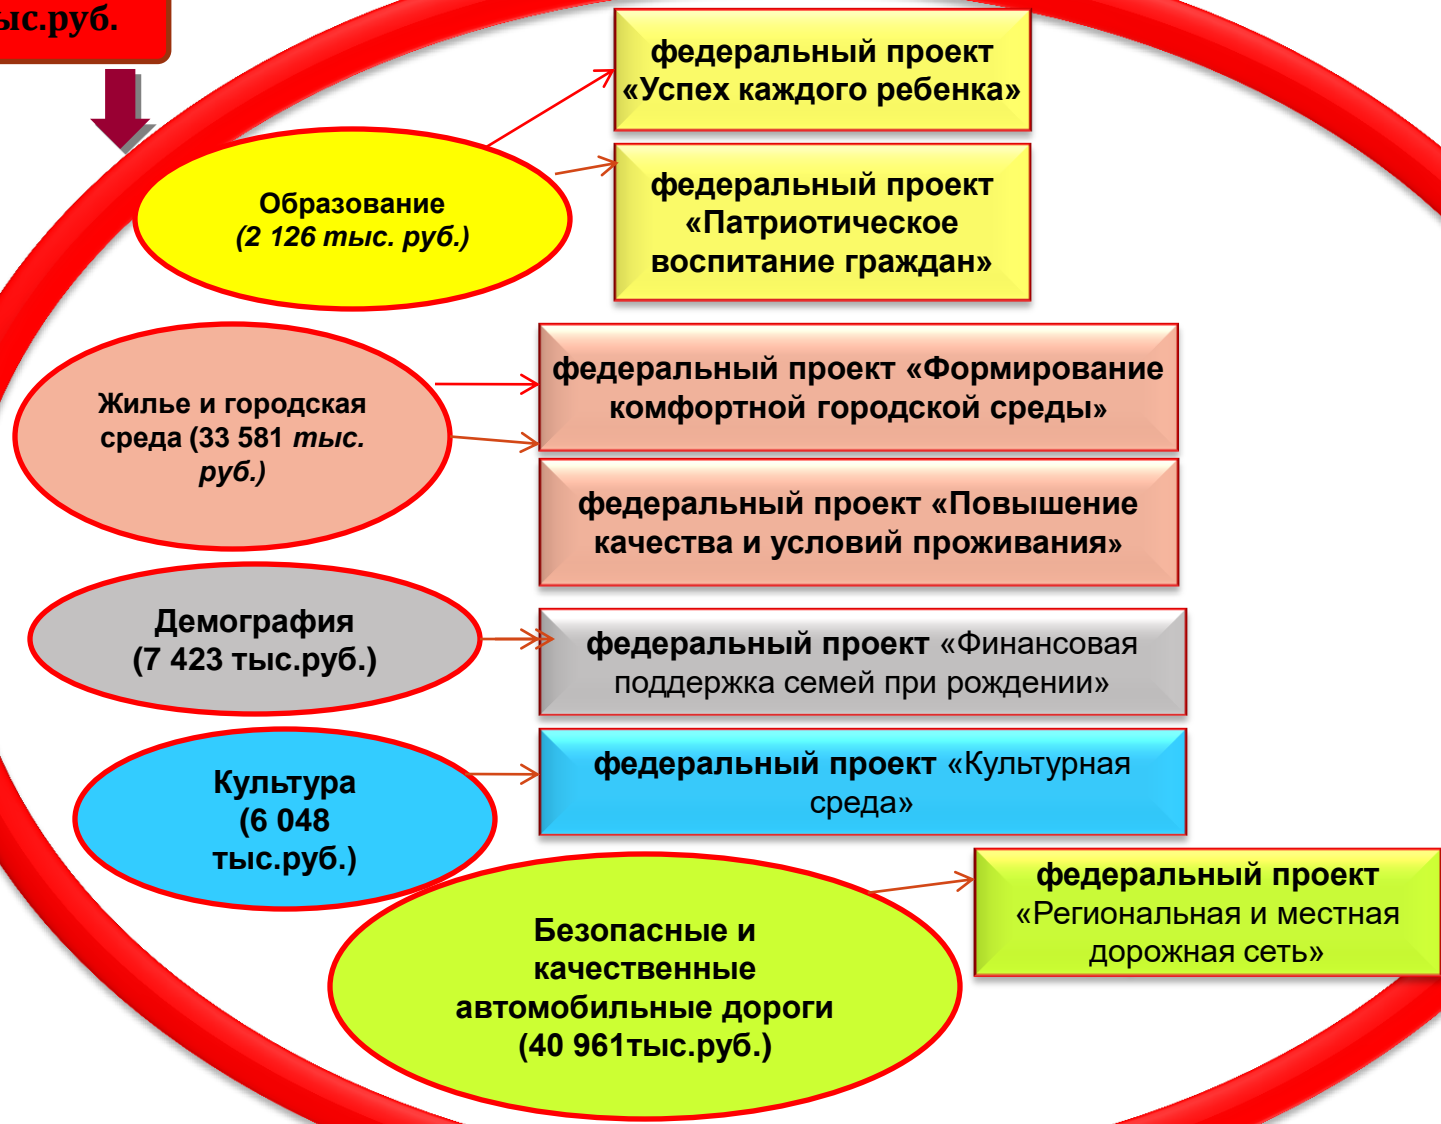 тыс.руб.
федеральный проект
«Успех каждого ребенка»
федеральный проект
«Патриотическое
воспитание граждан»
Образование
(2 126 тыс. руб.)
федеральный проект «Формирование
комфортной городской среды»
Жилье и городская
среда (33 581 тыс.
руб.)
федеральный проект «Повышение
качества и условий проживания»
Демография
(7 423 тыс.руб.)
федеральный проект «Финансовая
поддержка семей при рождении»
Культура
(6 048
тыс.руб.)
федеральный проект «Культурная
среда»
федеральный проект
«Региональная и местная
дорожная сеть»
Безопасные и
качественные
автомобильные дороги
(40 961тыс.руб.)